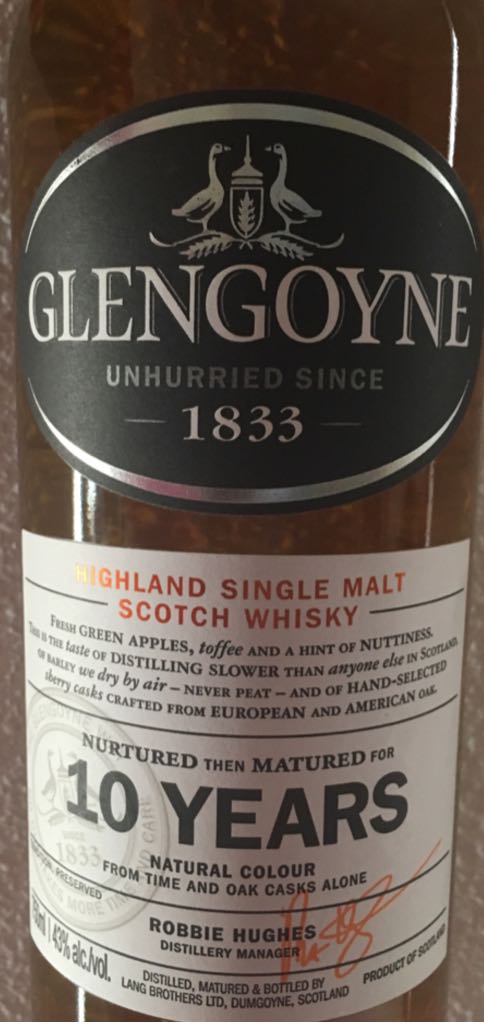 GLENGOYNE
UNHURRIED SINCE
1833
HIGHLAND SINGLE MALT
SCOTCH WHISKY
FRESH GREEN APPLES, toffee AND A HINT OF NUTTINESS.
THIS IS THE taste OF DISTILLING SLOWER THAN anyone else IN SCOTLAND,
OF BARLEY we dry by air – NEVER PEAT – AND OF HAND-SELECTED
sherry casks CRAFTED FROM EUROPEAN AND AMERICAN OAK.
NURTURED THEN MATURED FOR
10 YEARS
SINCE
1833
NATURAL COLOUR
FROM TIME AND OAK CASKS ALONE
PRESERVED
ROBBIE HUGHES
DISTILLERY MANAGER
43% alc./vol.
DISTILLED, MATURED & BOTTLED BY
LANG BROTHERS LTD, DUMGOYNE, SCOTLAND
PRODUCT OF SCOTLAND